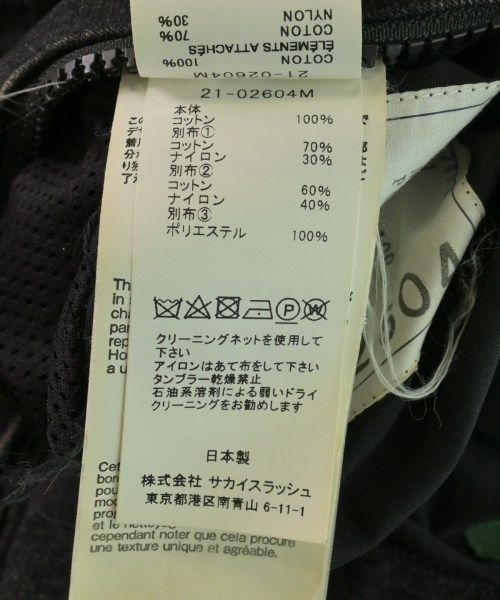 NYLON 30%
COTON 70%
ÉLÉMENTS ATTACHÉS
COTON 100%
21-02604M
21-02604M
本体
コットン 100%
別布①
コットン 70%
ナイロン 30%
別布②
コットン 60%
ナイロン 40%
別布③
ポリエステル 100%
クリーニングネットを使用して
下さい
アイロンはあて布をして下さい
タンブラー乾燥禁止
石油系溶剤による弱いドライ
クリーニングをお勧めします
日本製
株式会社 サカイスラッシュ
東京都港区南青山 6-11-1
et le nettoyag
cependant noter que cela procure
une texture unique et agréable.